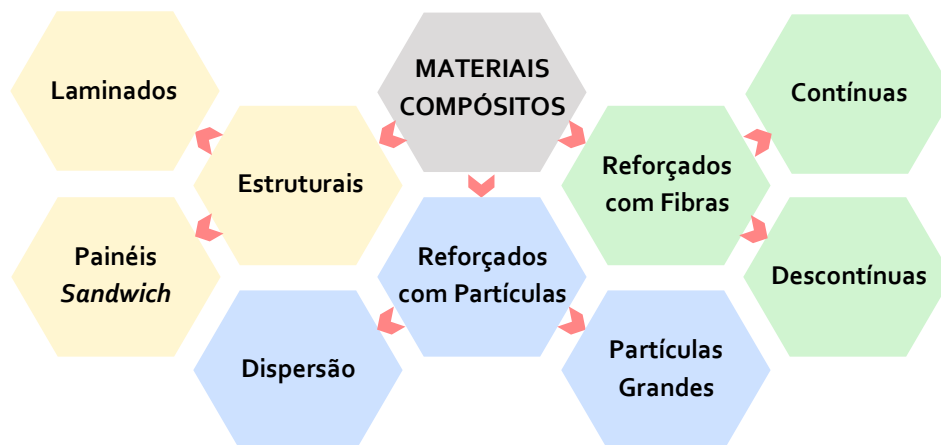 MATERIAIS
COMPÓSITOS
Laminados
Contínuas
Estruturais
Reforçados
com Fibras
Painéis
Sandwich
Reforçados
com Partículas
Descontínuas
Dispersão
Partículas
Grandes